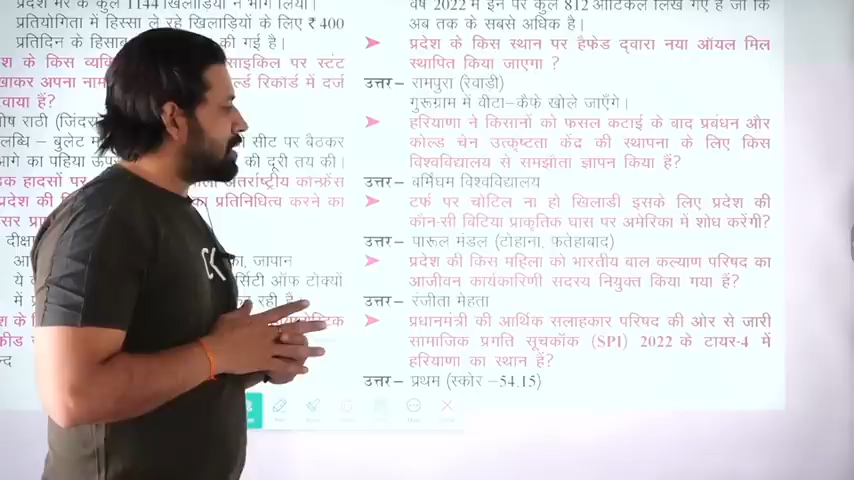 प्रदेश भर के कुल 1144 खिलाड़ियों ने भाग लिया।
प्रतियोगिता में हिस्सा ले रहे खिलाड़ियों के लिए ₹ 400
प्रतिदिन के हिसाब की गई है।
श के किस साइकिल पर स्टंट
खाकर अपना नाम वर्ल्ड रिकॉर्ड में दर्ज
रवाया हैं?
राठी
लब्धि – बुलेट सीट पर बैठकर
आगे का पहिया की दूरी तय की।
डक हादसों पर अंतर्राष्ट्रीय कॉन्फ्रेंस
प्रदेश की प्रतिनिधित्व करने का
दीक्षा
जापान
ये ऑफ टोक्यों
में रही है
वर्ष 2022 में इन पर कुल 812 आर्टिकल लिखे गए हैं जो कि
अब तक के सबसे अधिक है।
➤ प्रदेश के किस स्थान पर हैफेड द्वारा नया ऑयल मिल
स्थापित किया जाएगा ?
उत्तर – रामपुरा (रेवाड़ी)
गुरूग्राम में वीटा–कैफे खोले जाएँगे।
➤ हरियाणा ने किसानों को फसल कटाई के बाद प्रबंधन और
कोल्ड चैन उत्कृष्टता केंद्र की स्थापना के लिए किस
विश्वविद्यालय से समझौता ज्ञापन किया हैं?
उत्तर – बर्मिंघम विश्वविद्यालय
➤ टर्फ पर चोटिल ना हो खिलाडी इसके लिए प्रदेश की
कौन-सी बिटिया प्राकृतिक घास पर अमेरिका में शोध करेंगी?
उत्तर – पारूल मंडल (टोहाना, फतेहाबाद)
➤ प्रदेश की किस महिला को भारतीय बाल कल्याण परिषद का
आजीवन कार्यकारिणी सदस्य नियुक्त किया गया हैं?
उत्तर – रंजीता मेहता
➤ प्रधानमंत्री की आर्थिक सलाहकार परिषद की ओर से जारी
सामाजिक प्रगति सूचकॉक (SPI) 2022 के टायर-4 में
हरियाणा का स्थान हैं?
उत्तर – प्रथम (स्कोर –54.15)